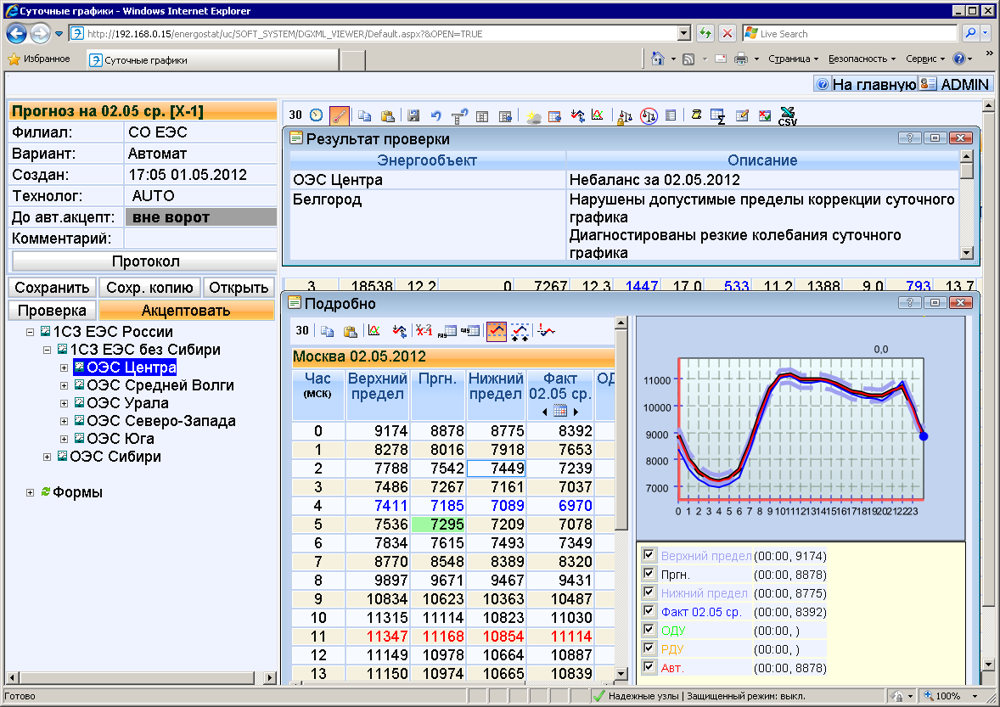 Суточные графики - Windows Internet Explorer
http://192.168.0.15/energostat/uc/SOFT_SYSTEM/DGXML_VIEWER/Default.aspx?&OPEN=TRUE
Live Search
Избранное
Суточные графики
Страница
Безопасность
Сервис
На главную
ADMIN
Прогноз на 02.05 ср. [X-1]
Филиал: СО ЕЭС
Вариант: Автомат
Создан: 17:05 01.05.2012
Технолог: AUTO
До авт.акцепт: вне ворот
Комментарий:
Протокол
Сохранить Сохр. копию Открыть
Проверка Акцептовать
1СЗ ЕЭС России
1СЗ ЕЭС без Сибири
ОЭС Центра
ОЭС Средней Волги
ОЭС Урала
ОЭС Северо-Запада
ОЭС Юга
ОЭС Сибири
Формы
30
CSV
Результат проверки
Энергообъект Описание
ОЭС Центра Небаланс за 02.05.2012
Белгород Нарушены допустимые пределы коррекции суточного
графика
Диагностированы резкие колебания суточного
графика
3 18538 12.2 0 7267 12.3 1447 17.0 533 11.2 1388 9.0 793 13.7
Подробно
30
X-2
X-1
Москва 02.05.2012
Час (МСК) Верхний предел Пргн. Нижний предел Факт 02.05 ср. ОД
0 9174 8878 8775 8392
1 8278 8016 7918 7653
2 7788 7542 7449 7239
3 7486 7267 7161 7037
4 7411 7185 7089 6970
5 7536 7295 7209 7078
6 7834 7615 7493 7349
7 8770 8548 8389 8320
8 9897 9671 9467 9431
9 10834 10623 10363 10487
10 11315 11114 10823 11030
11 11347 11168 10854 11114
12 11149 10978 10664 10887
13 11150 10974 10665 10839
0,0
11000
10000
9000
8000
7000
0 1 2 3 4 5 6 7 8 9 10 11 12 13 14 15 16 17 18 19 20 21 22 23
Верхний предел (00:00, 9174)
Пргн. (00:00, 8878)
Нижний предел (00:00, 8775)
Факт 02.05 ср. (00:00, 8392)
ОДУ (00:00, )
РДУ (00:00, )
Авт. (00:00, 8878)
Готово
Надежные узлы | Защищенный режим: выкл.
100%